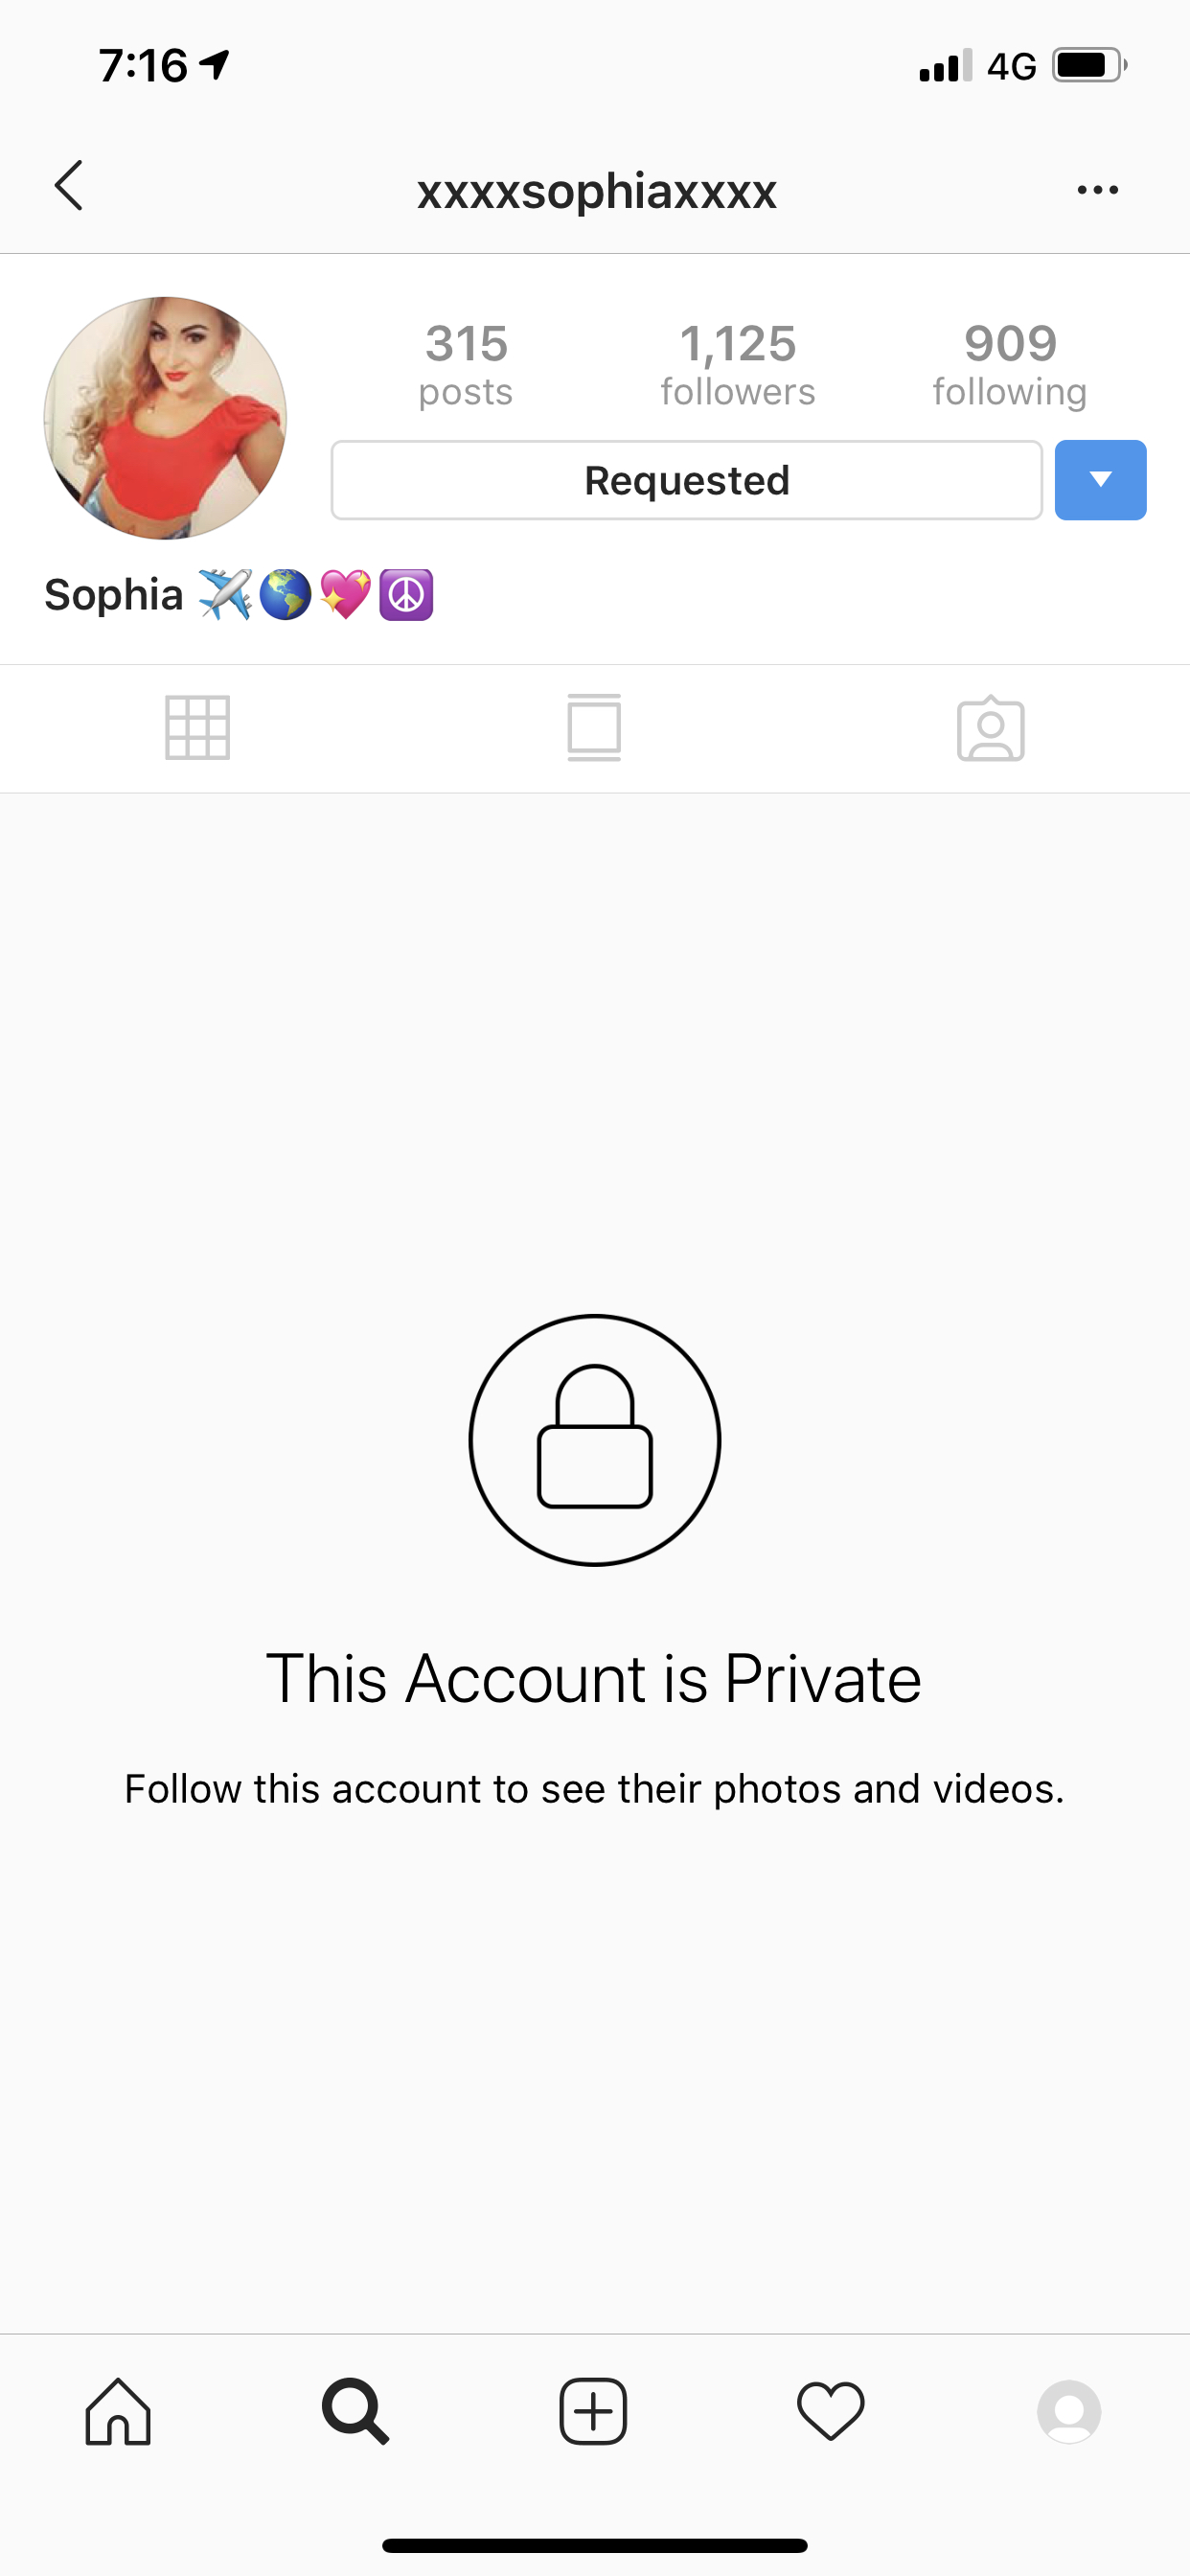 7:16 4G
xxxxsophiaxxxx
315 1,125 909
posts followers following
Requested
Sophia ✈️🌎💖☮️
This Account is Private
Follow this account to see their photos and videos.